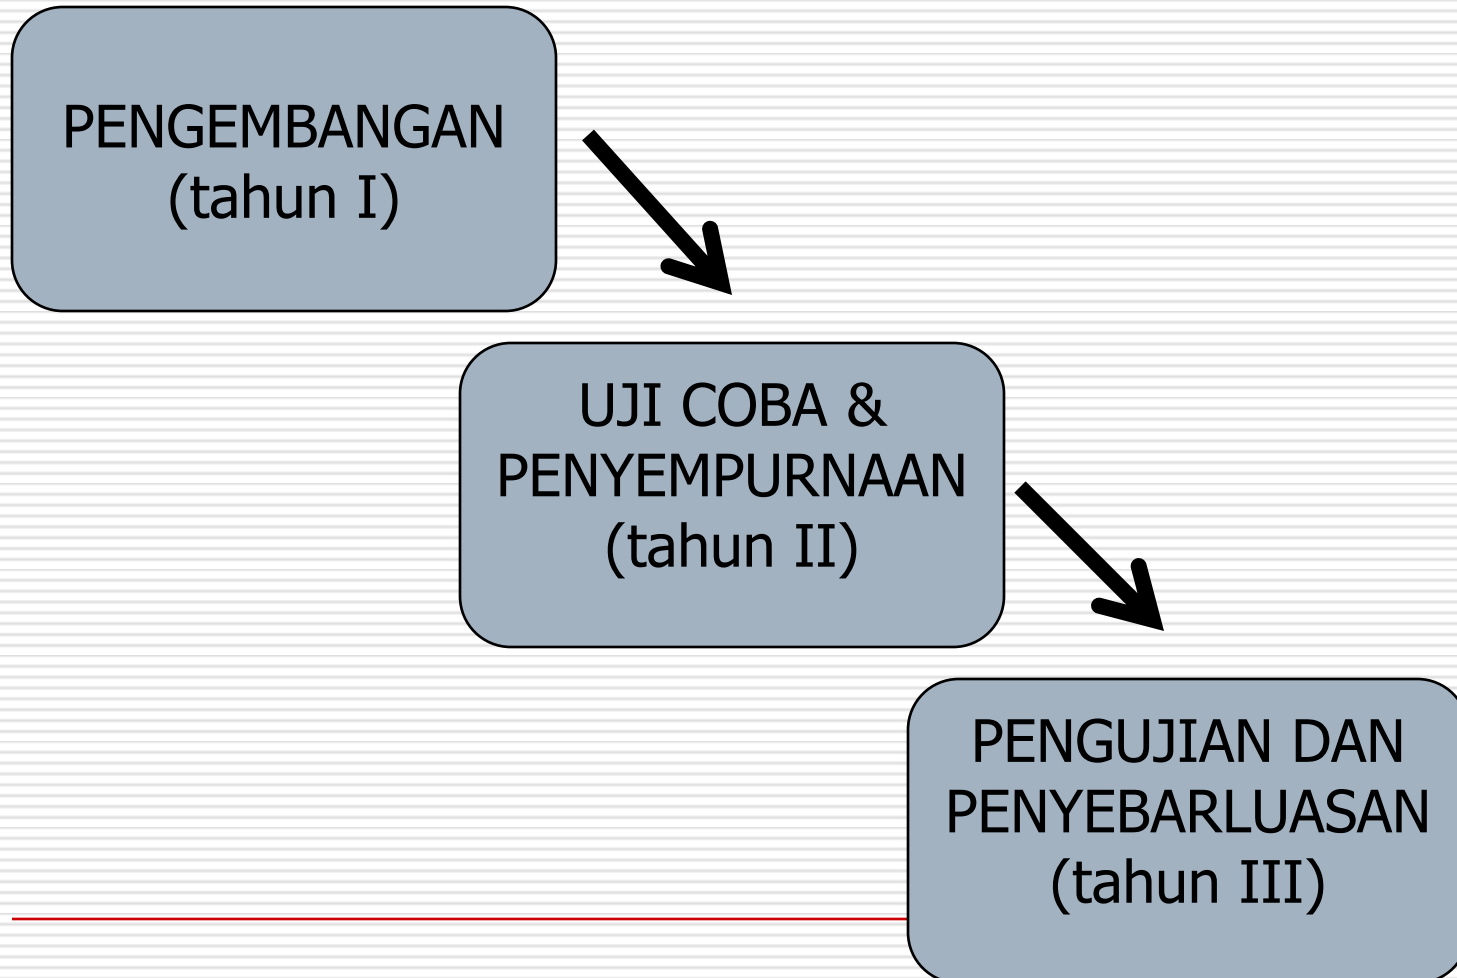 PENGEMBANGAN
(tahun I)
UJI COBA &
PENYEMPURNAAN
(tahun II)
PENGUJIAN DAN
PENYEBARLUASAN
(tahun III)